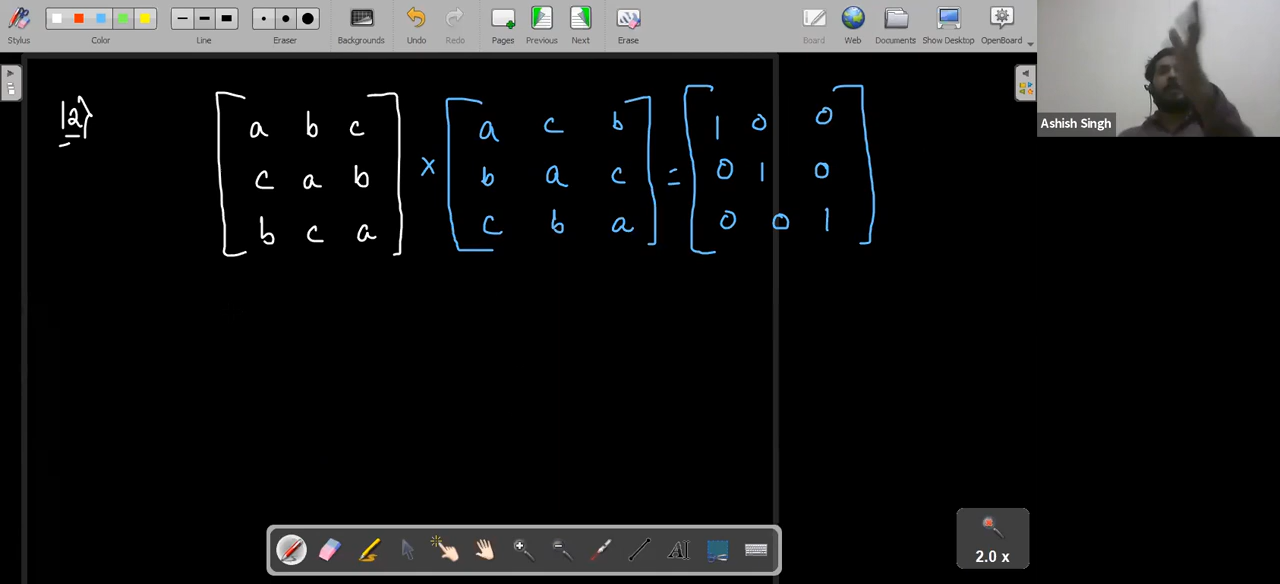 Stylus Color Line Eraser Backgrounds Undo Redo Pages Previous Next Erase Board Web Documents Show Desktop OpenBoard
Ashish Singh
12) [ a b c ] × [ a c b ] = [ 1 0 0 ]
[ c a b ] [ b a c ] [ 0 1 0 ]
[ b c a ] [ c b a ] [ 0 0 1 ]
AI
2.0 x